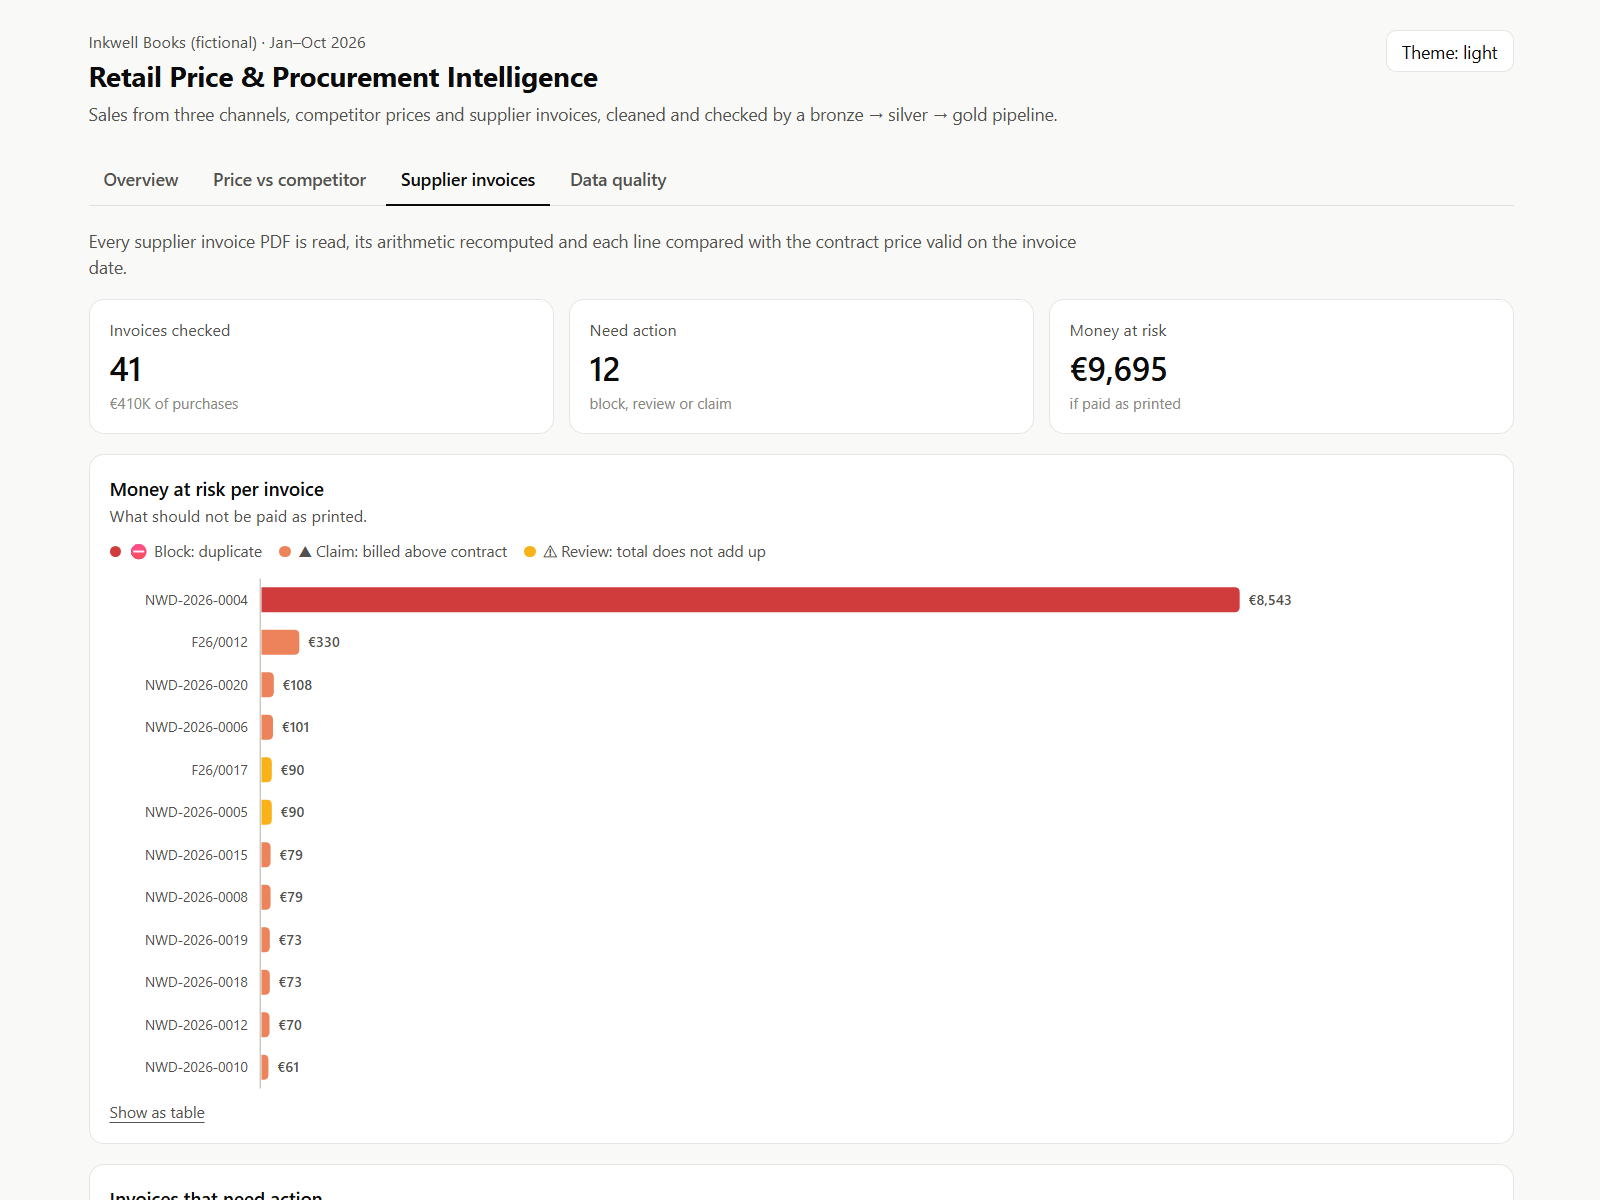 Inkwell Books (fictional) · Jan–Oct 2026
Theme: light
Retail Price & Procurement Intelligence
Sales from three channels, competitor prices and supplier invoices, cleaned and checked by a bronze → silver → gold pipeline.
Overview
Price vs competitor
Supplier invoices
Data quality
Every supplier invoice PDF is read, its arithmetic recomputed and each line compared with the contract price valid on the invoice
date.
Invoices checked
41
€410K of purchases
Need action
12
block, review or claim
Money at risk
€9,695
if paid as printed
Money at risk per invoice
What should not be paid as printed.
⛔ Block: duplicate ▲ Claim: billed above contract ⚠ Review: total does not add up
NWD-2026-0004 €8,543
F26/0012 €330
NWD-2026-0020 €108
NWD-2026-0006 €101
F26/0017 €90
NWD-2026-0005 €90
NWD-2026-0015 €79
NWD-2026-0008 €79
NWD-2026-0019 €73
NWD-2026-0018 €73
NWD-2026-0012 €70
NWD-2026-0010 €61
Show as table
Invoices that need action